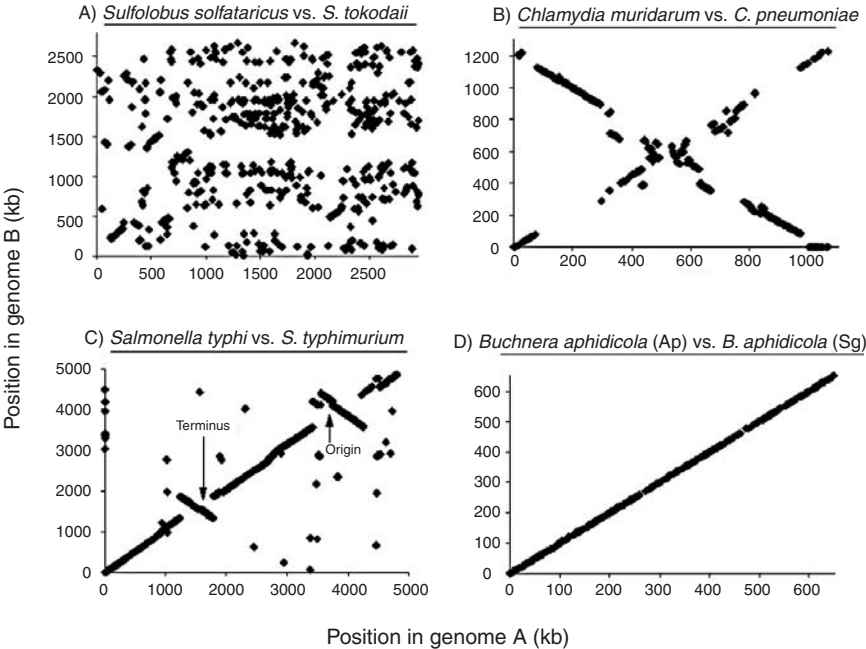 A) Sulfolobus solfataricus vs. S. tokodaii
2500
2000
1500
1000
500
0
0 500 1000 1500 2000 2500
B) Chlamydia muridarum vs. C. pneumoniae
1200
1000
800
600
400
200
0
0 200 400 600 800 1000
Position in genome B (kb)
C) Salmonella typhi vs. S. typhimurium
5000
4000
3000
2000
1000
0
Terminus
Origin
0 1000 2000 3000 4000 5000
D) Buchnera aphidicola (Ap) vs. B. aphidicola (Sg)
600
500
400
300
200
100
0
0 100 200 300 400 500 600
Position in genome A (kb)